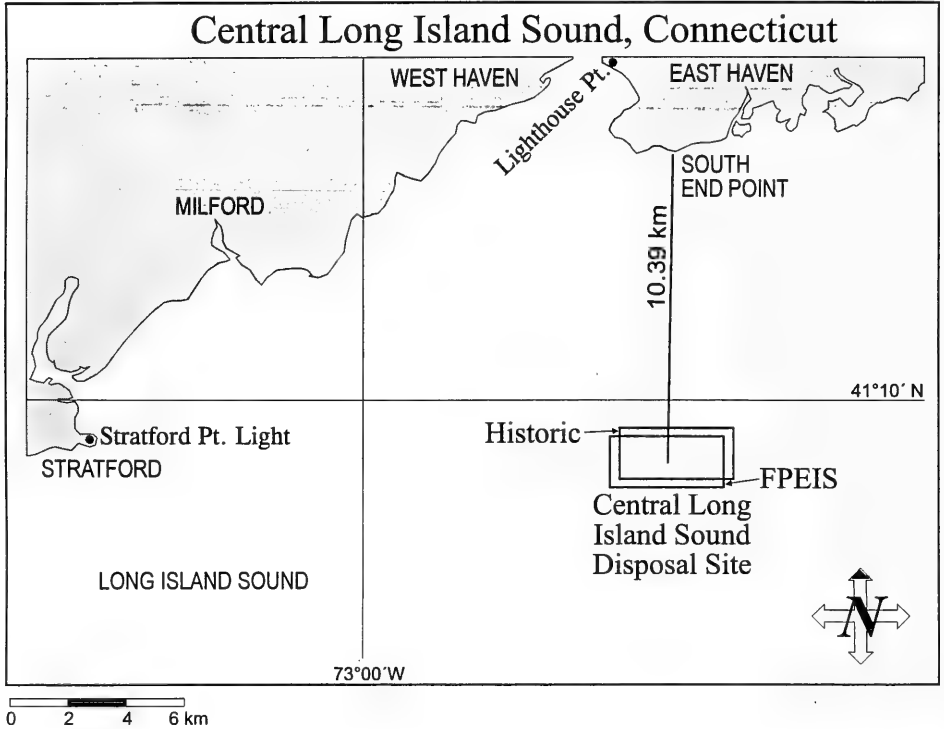 Central Long Island Sound, Connecticut
WEST HAVEN
Lighthouse Pt.
EAST HAVEN
SOUTH
END POINT
MILFORD
10.39 km
41°10´ N
Stratford Pt. Light
STRATFORD
Historic
FPEIS
Central Long
Island Sound
Disposal Site
LONG ISLAND SOUND
N
73°00´W
0 2 4 6 km